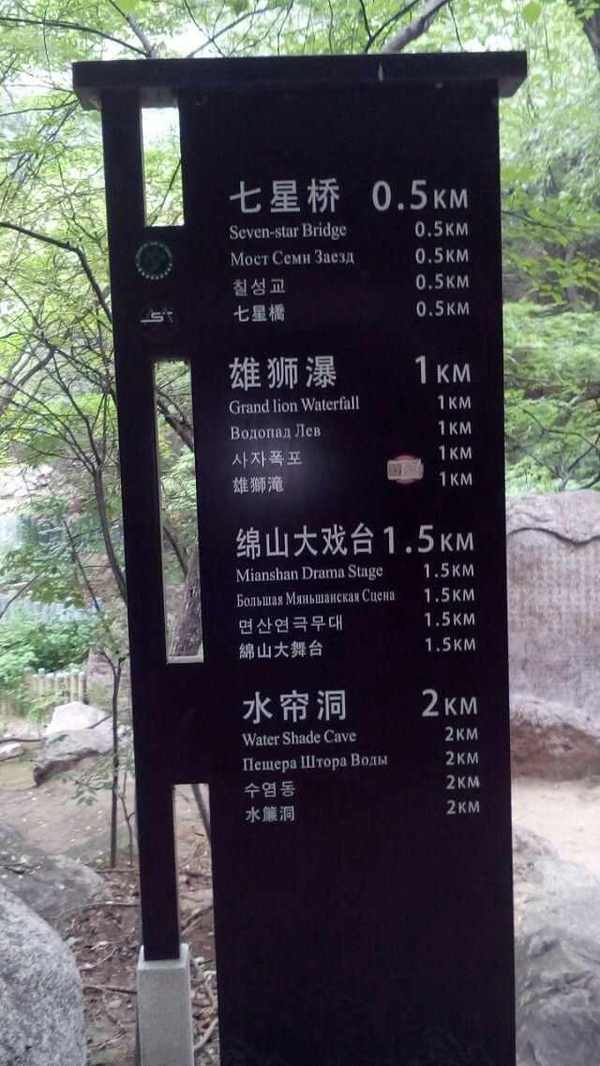 七星桥 0.5KM
Seven-star Bridge 0.5KM
Мост Семи Заезд 0.5KM
칠성교 0.5KM
七星橋 0.5KM
雄狮瀑 1KM
Grand lion Waterfall 1KM
Водопад Лев 1KM
사자폭포 1KM
雄獅滝 1KM
绵山大戏台 1.5KM
Mianshan Drama Stage 1.5KM
Большая Мяньшанская Сцена 1.5KM
면산연극무대 1.5KM
綿山大舞台 1.5KM
水帘洞 2KM
Water Shade Cave 2KM
Пещера Штора Воды 2KM
수염동 2KM
水簾洞 2KM